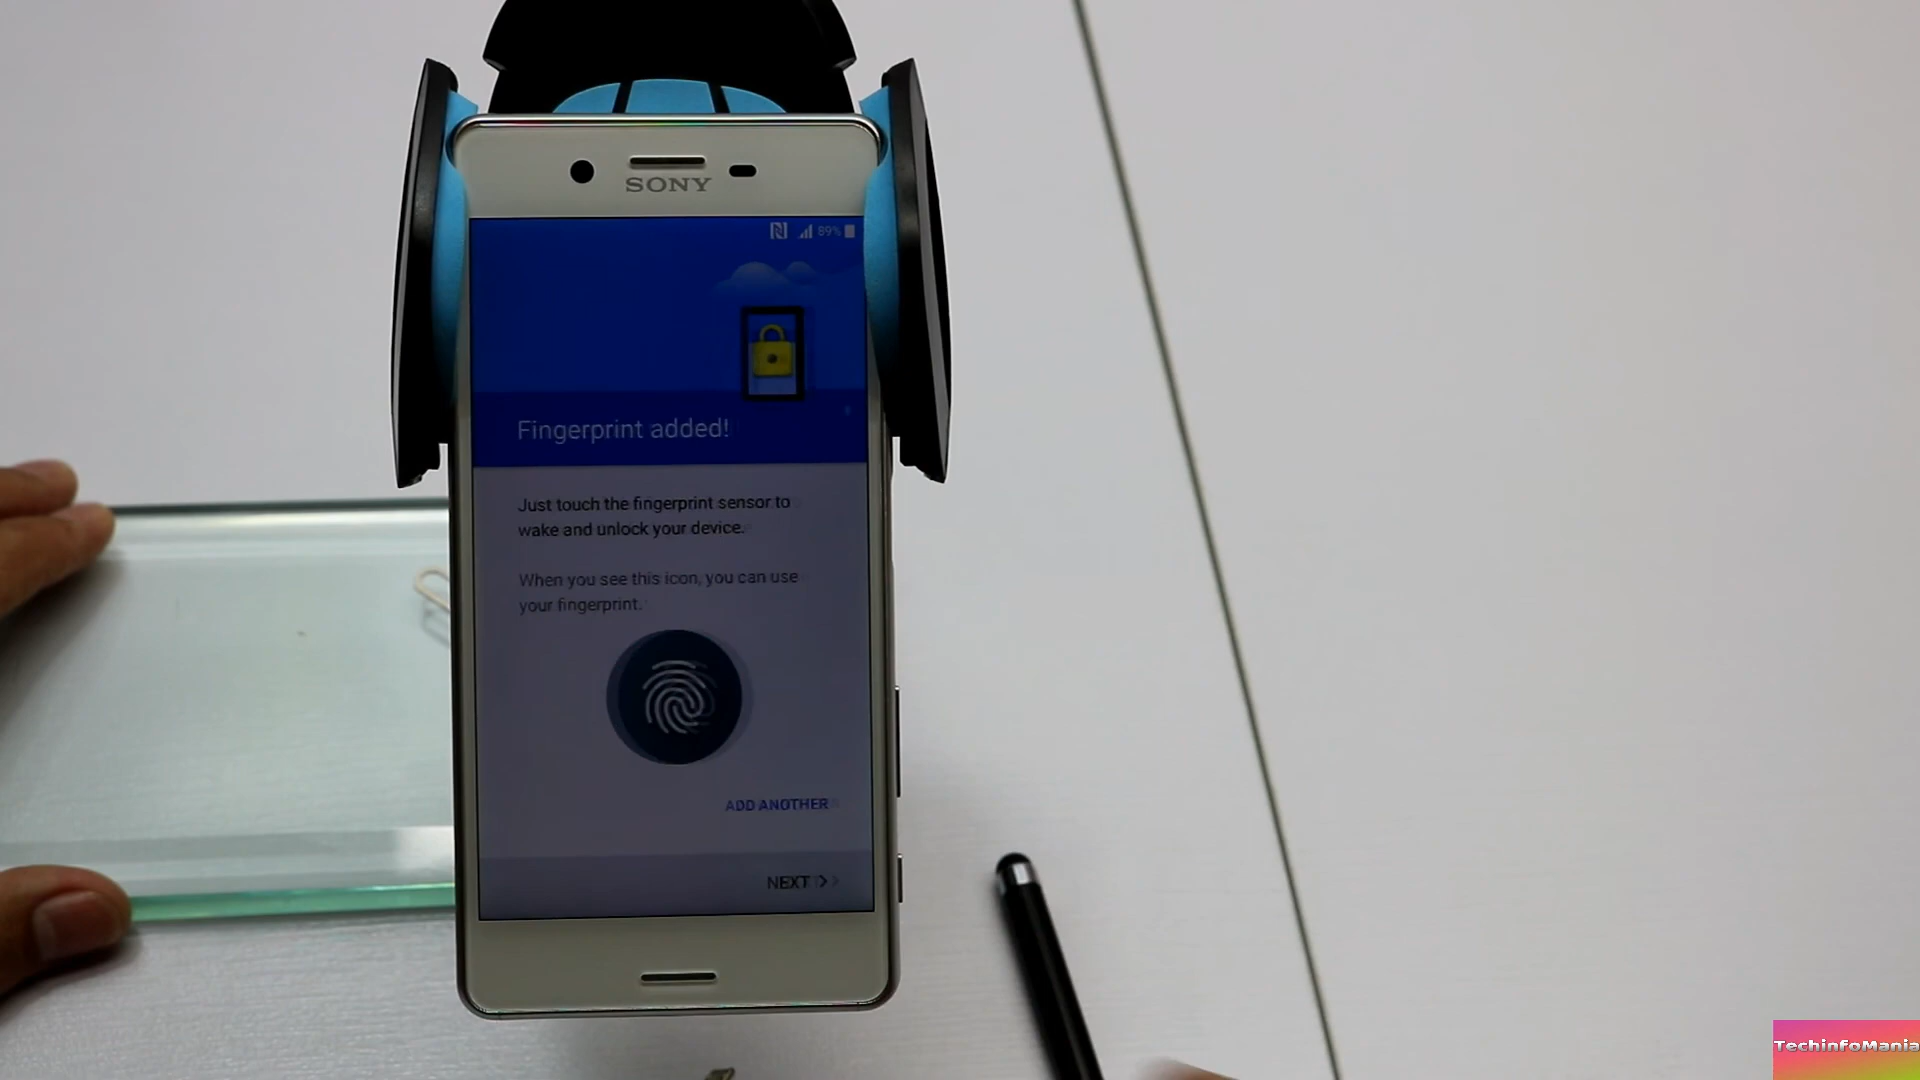 SONY
89%
Fingerprint added!
Just touch the fingerprint sensor to
wake and unlock your device.
When you see this icon, you can use
your fingerprint.
ADD ANOTHER
NEXT
TechinfoMania